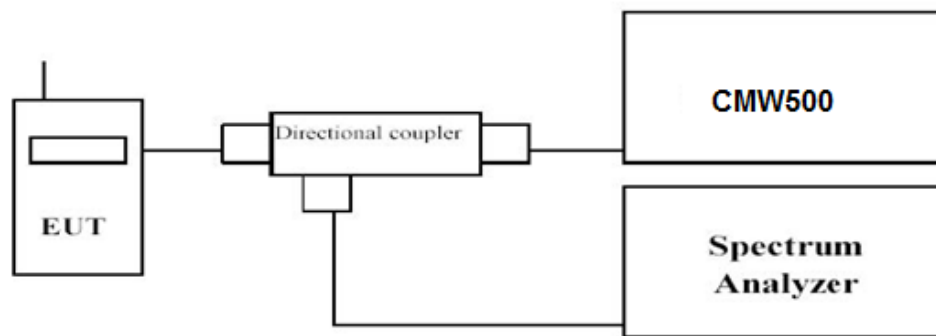 EUT
Directional coupler
CMW500
Spectrum
Analyzer